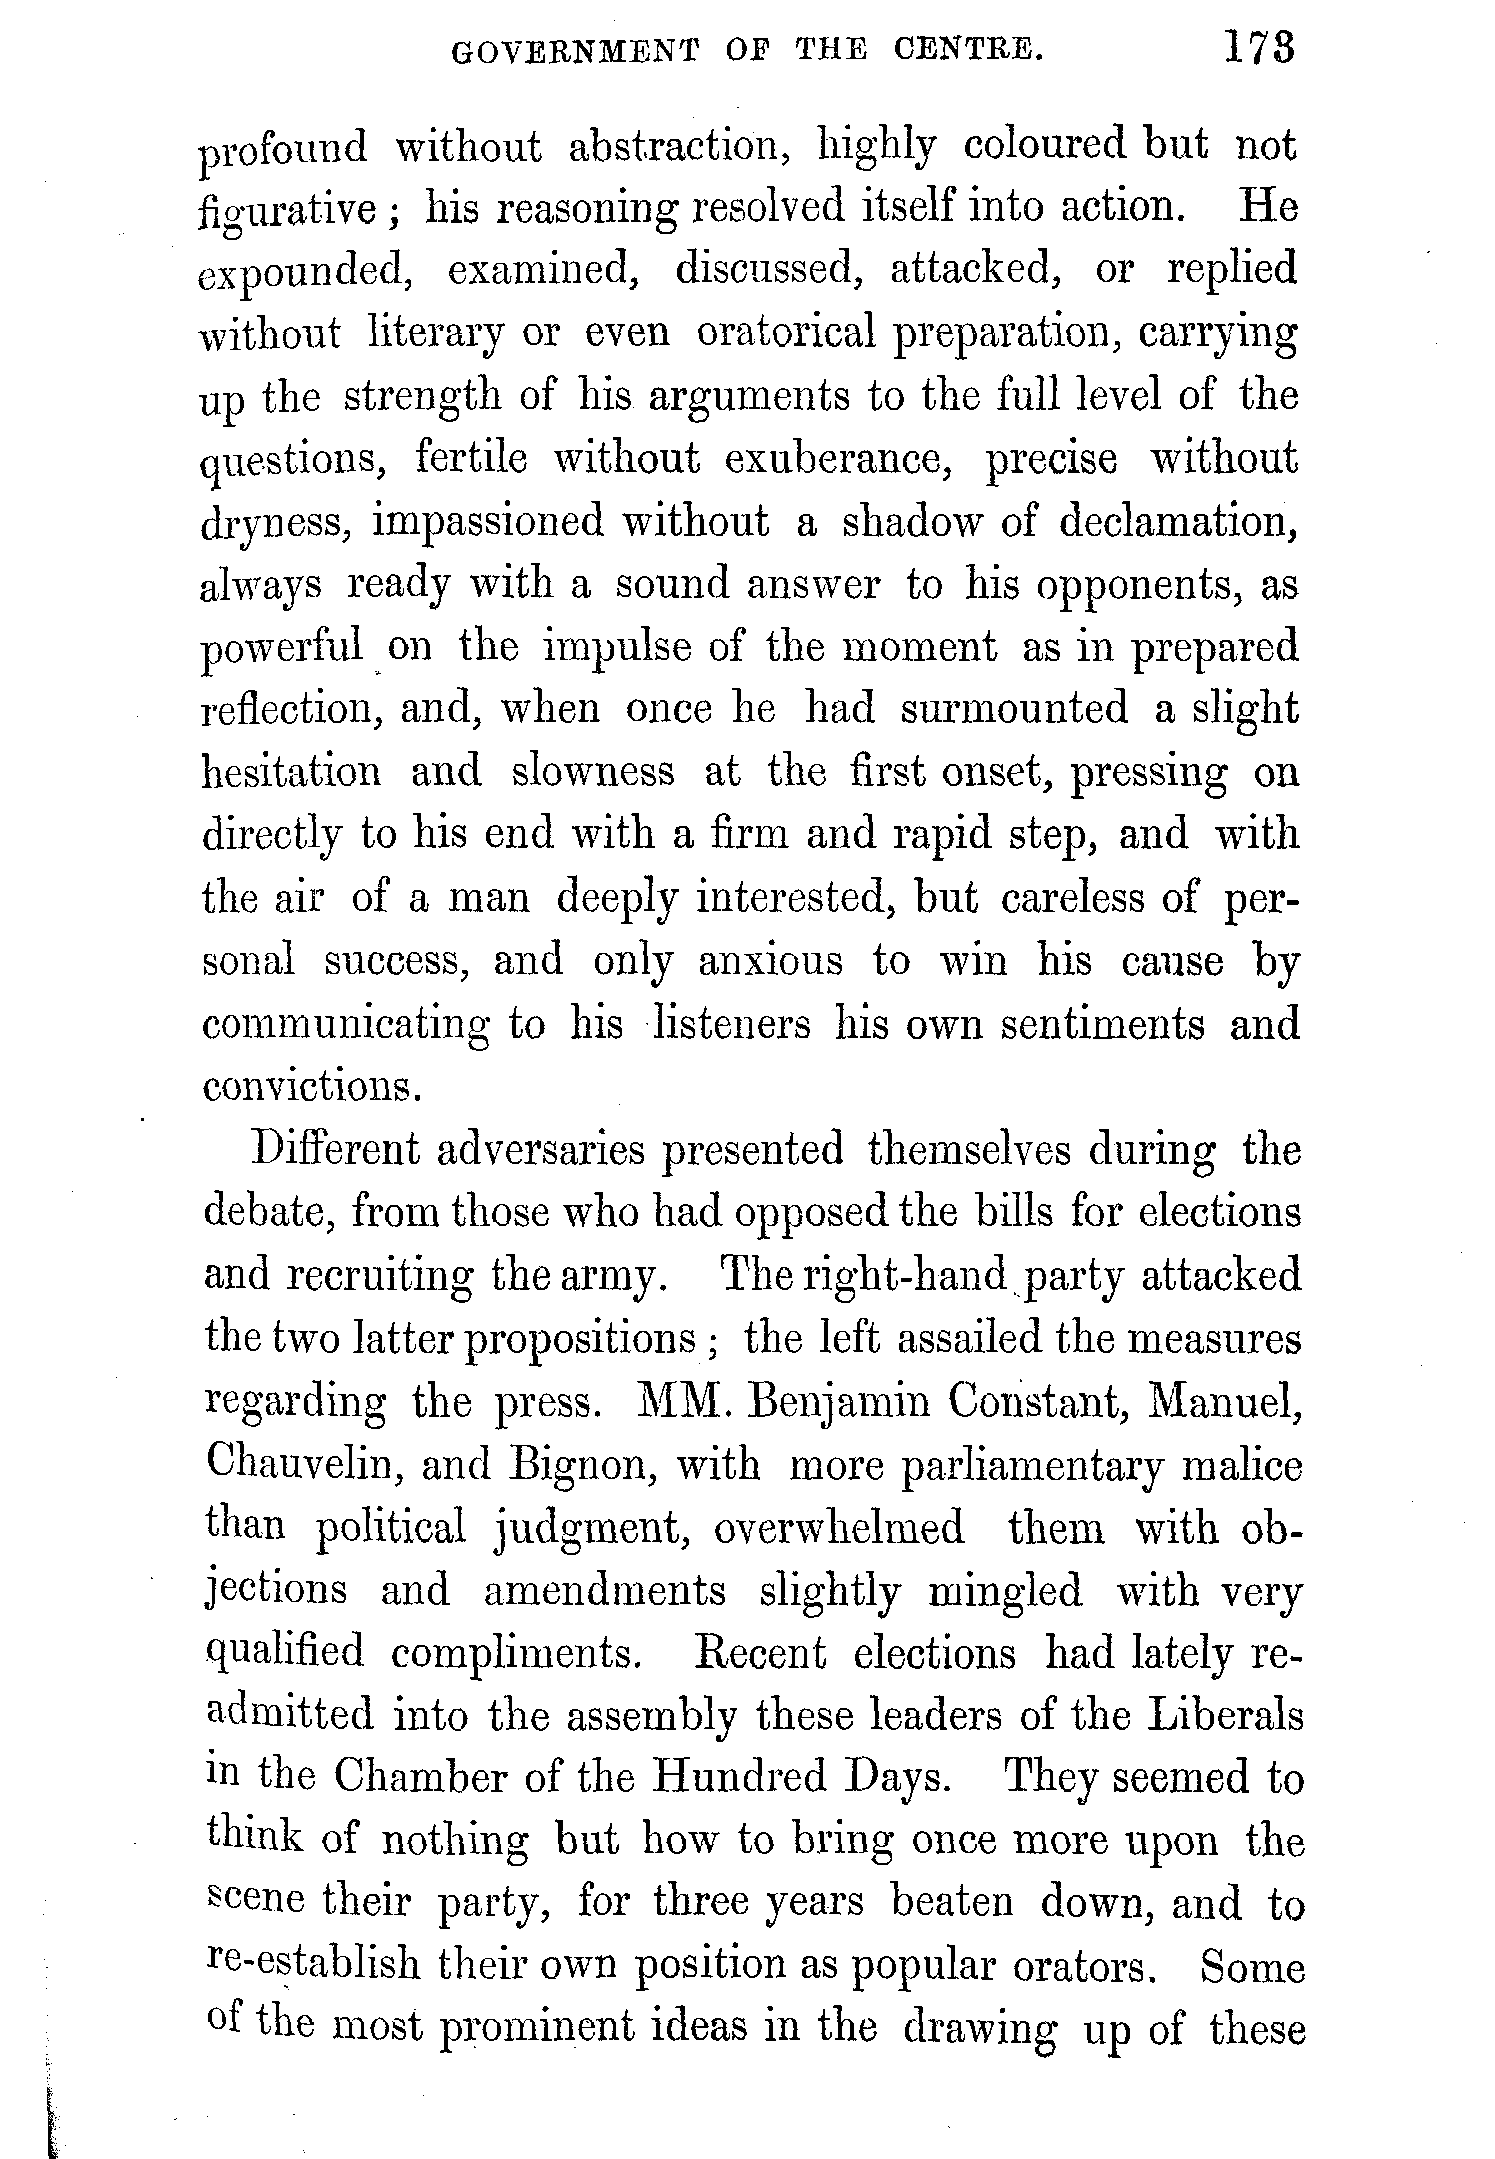 GOVERNMENT OF THE CENTRE. 173
profound without abstraction, highly coloured but not
figurative ; his reasoning resolved itself into action. He
expounded, examined, discussed, attacked, or replied
without literary or even oratorical preparation, carrying
up the strength of his arguments to the full level of the
questions, fertile without exuberance, precise without
dryness, impassioned without a shadow of declamation,
always ready with a sound answer to his opponents, as
powerful on the impulse of the moment as in prepared
reflection, and, when once he had surmounted a slight
hesitation and slowness at the first onset, pressing on
directly to his end with a firm and rapid step, and with
the air of a man deeply interested, but careless of per-
sonal success, and only anxious to win his cause by
communicating to his listeners his own sentiments and
convictions.
Different adversaries presented themselves during the
debate, from those who had opposed the bills for elections
and recruiting the army. The right-hand party attacked
the two latter propositions ; the left assailed the measures
regarding the press. MM. Benjamin Constant, Manuel,
Chauvelin, and Bignon, with more parliamentary malice
than political judgment, overwhelmed them with ob-
jections and amendments slightly mingled with very
qualified compliments. Recent elections had lately re-
admitted into the assembly these leaders of the Liberals
in the Chamber of the Hundred Days. They seemed to
think of nothing but how to bring once more upon the
scene their party, for three years beaten down, and to
re-establish their own position as popular orators. Some
of the most prominent ideas in the drawing up of these